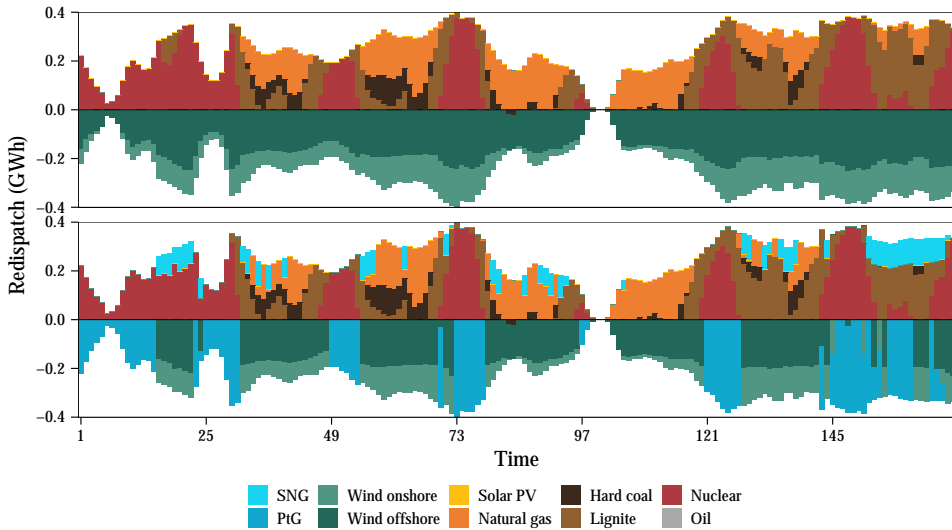 0.4
0.2
0.0
−0.2
−0.4
0.4
0.2
0.0
−0.2
−0.4
Redispatch (GWh)
1 25 49 73 97 121 145
Time
SNG Wind onshore Solar PV Hard coal Nuclear
PtG Wind offshore Natural gas Lignite Oil